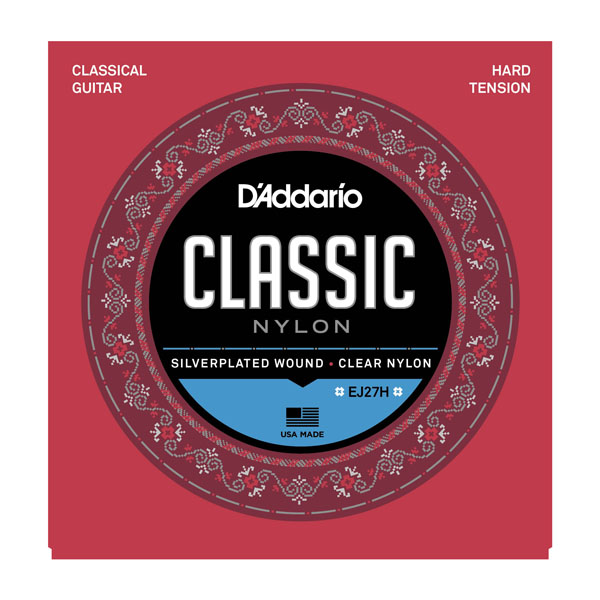 CLASSICAL
GUITAR
HARD
TENSION
D'Addario
CLASSIC
NYLON
SILVERPLATED WOUND • CLEAR NYLON
EJ27H
USA MADE